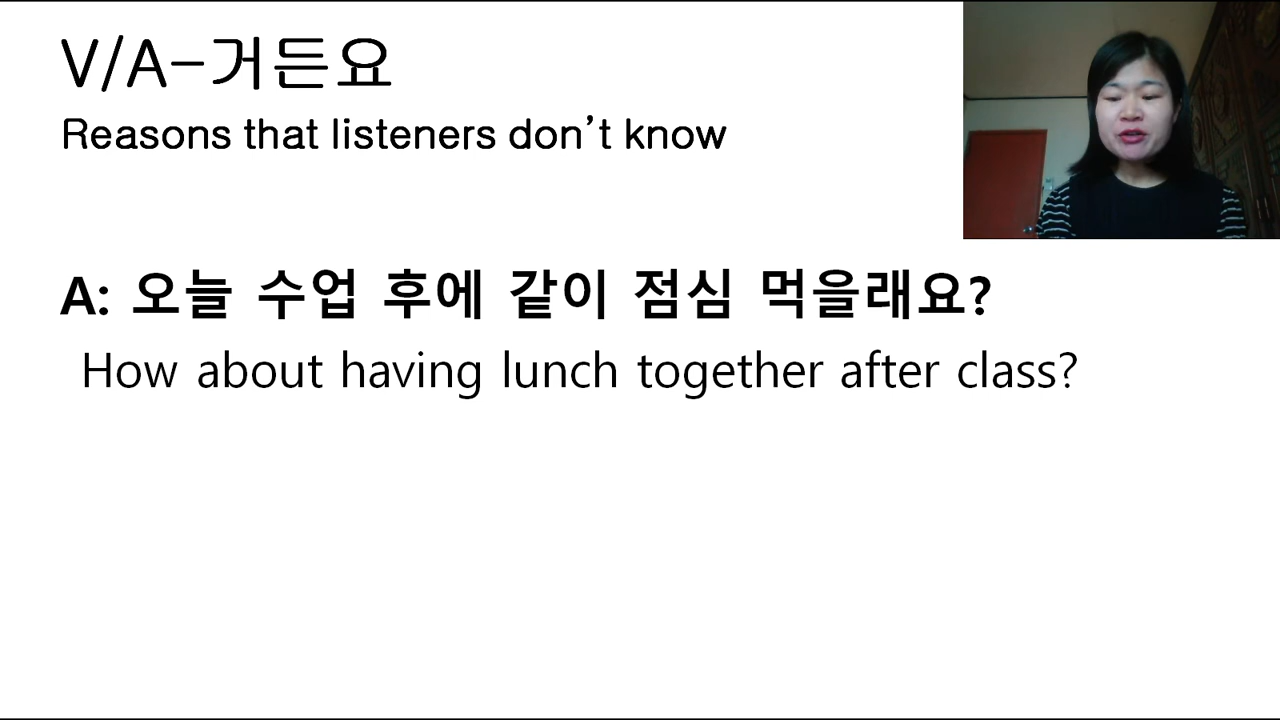 V/A-거든요
Reasons that listeners don't know
A: 오늘 수업 후에 같이 점심 먹을래요?
How about having lunch together after class?